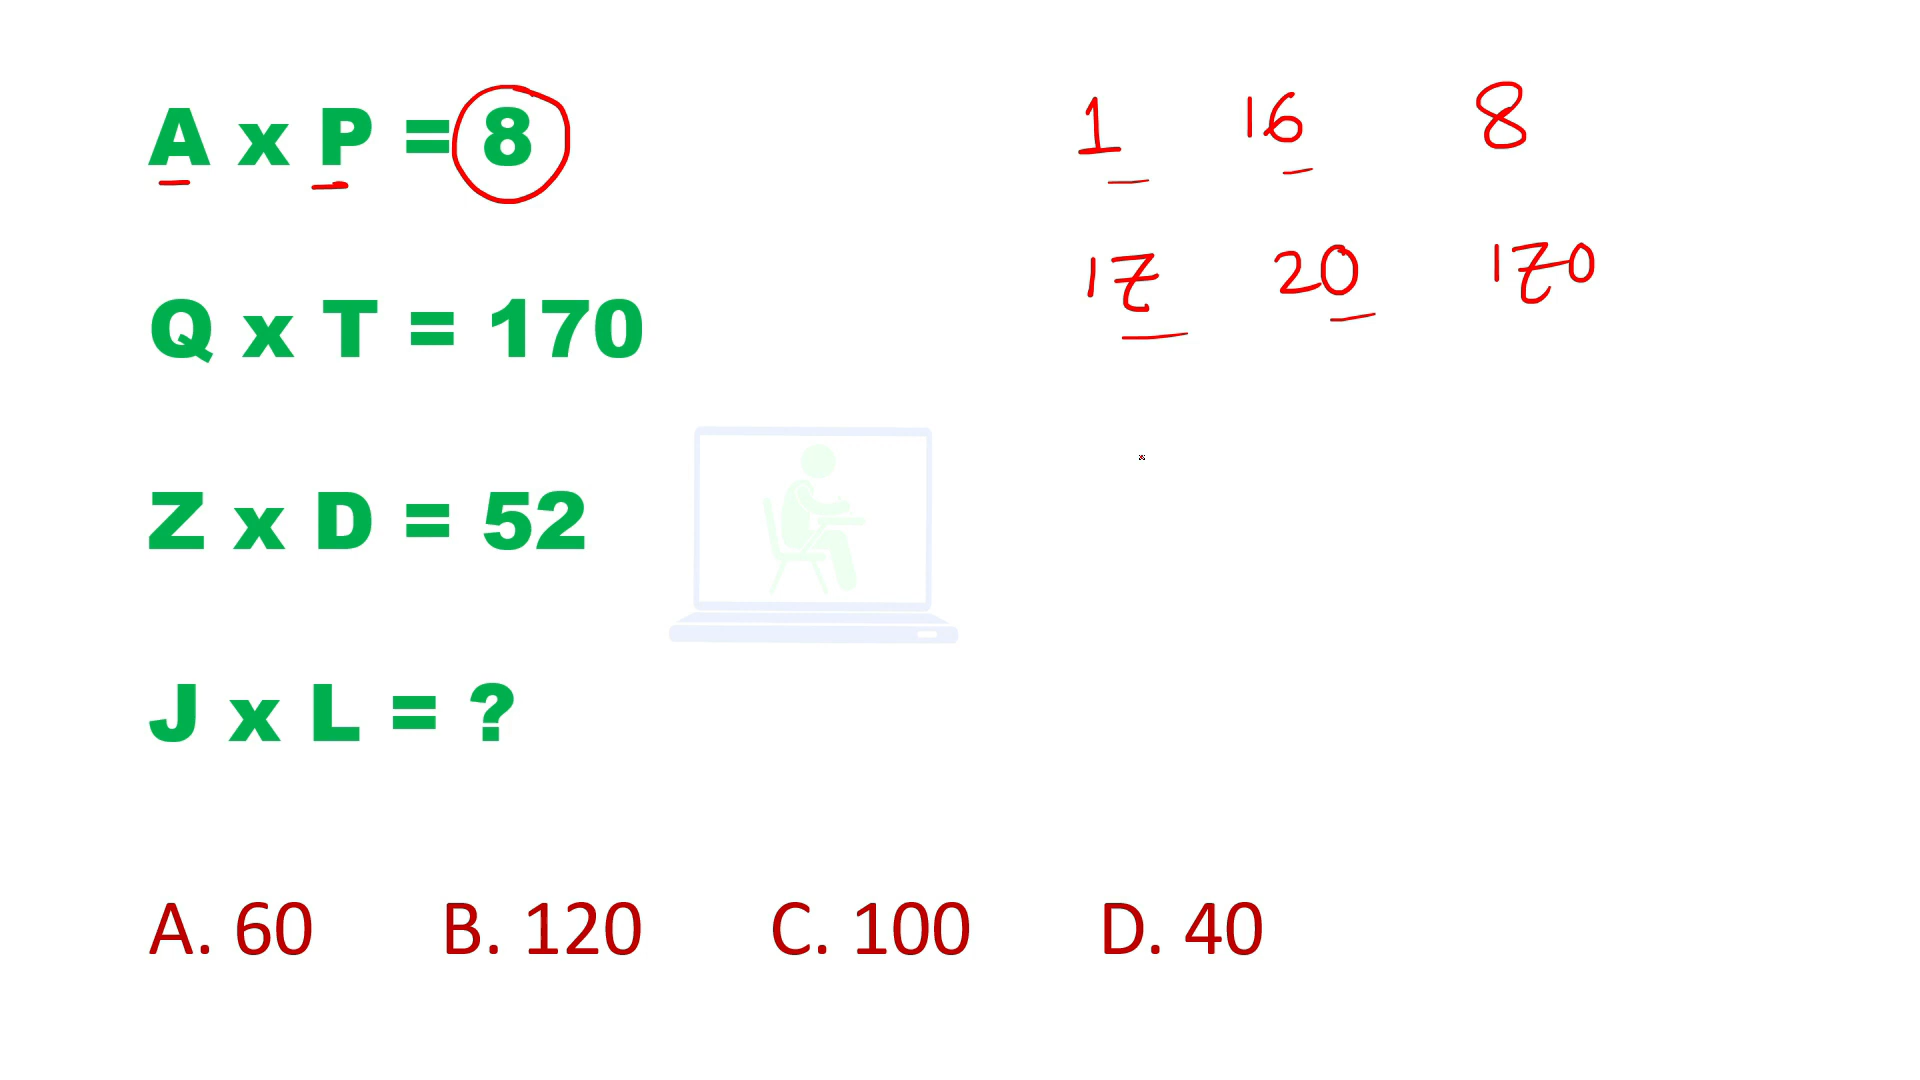 A x P = 8
1 16 8
Q x T = 170
17 20 170
Z x D = 52
J x L = ?
A. 60 B. 120 C. 100 D. 40